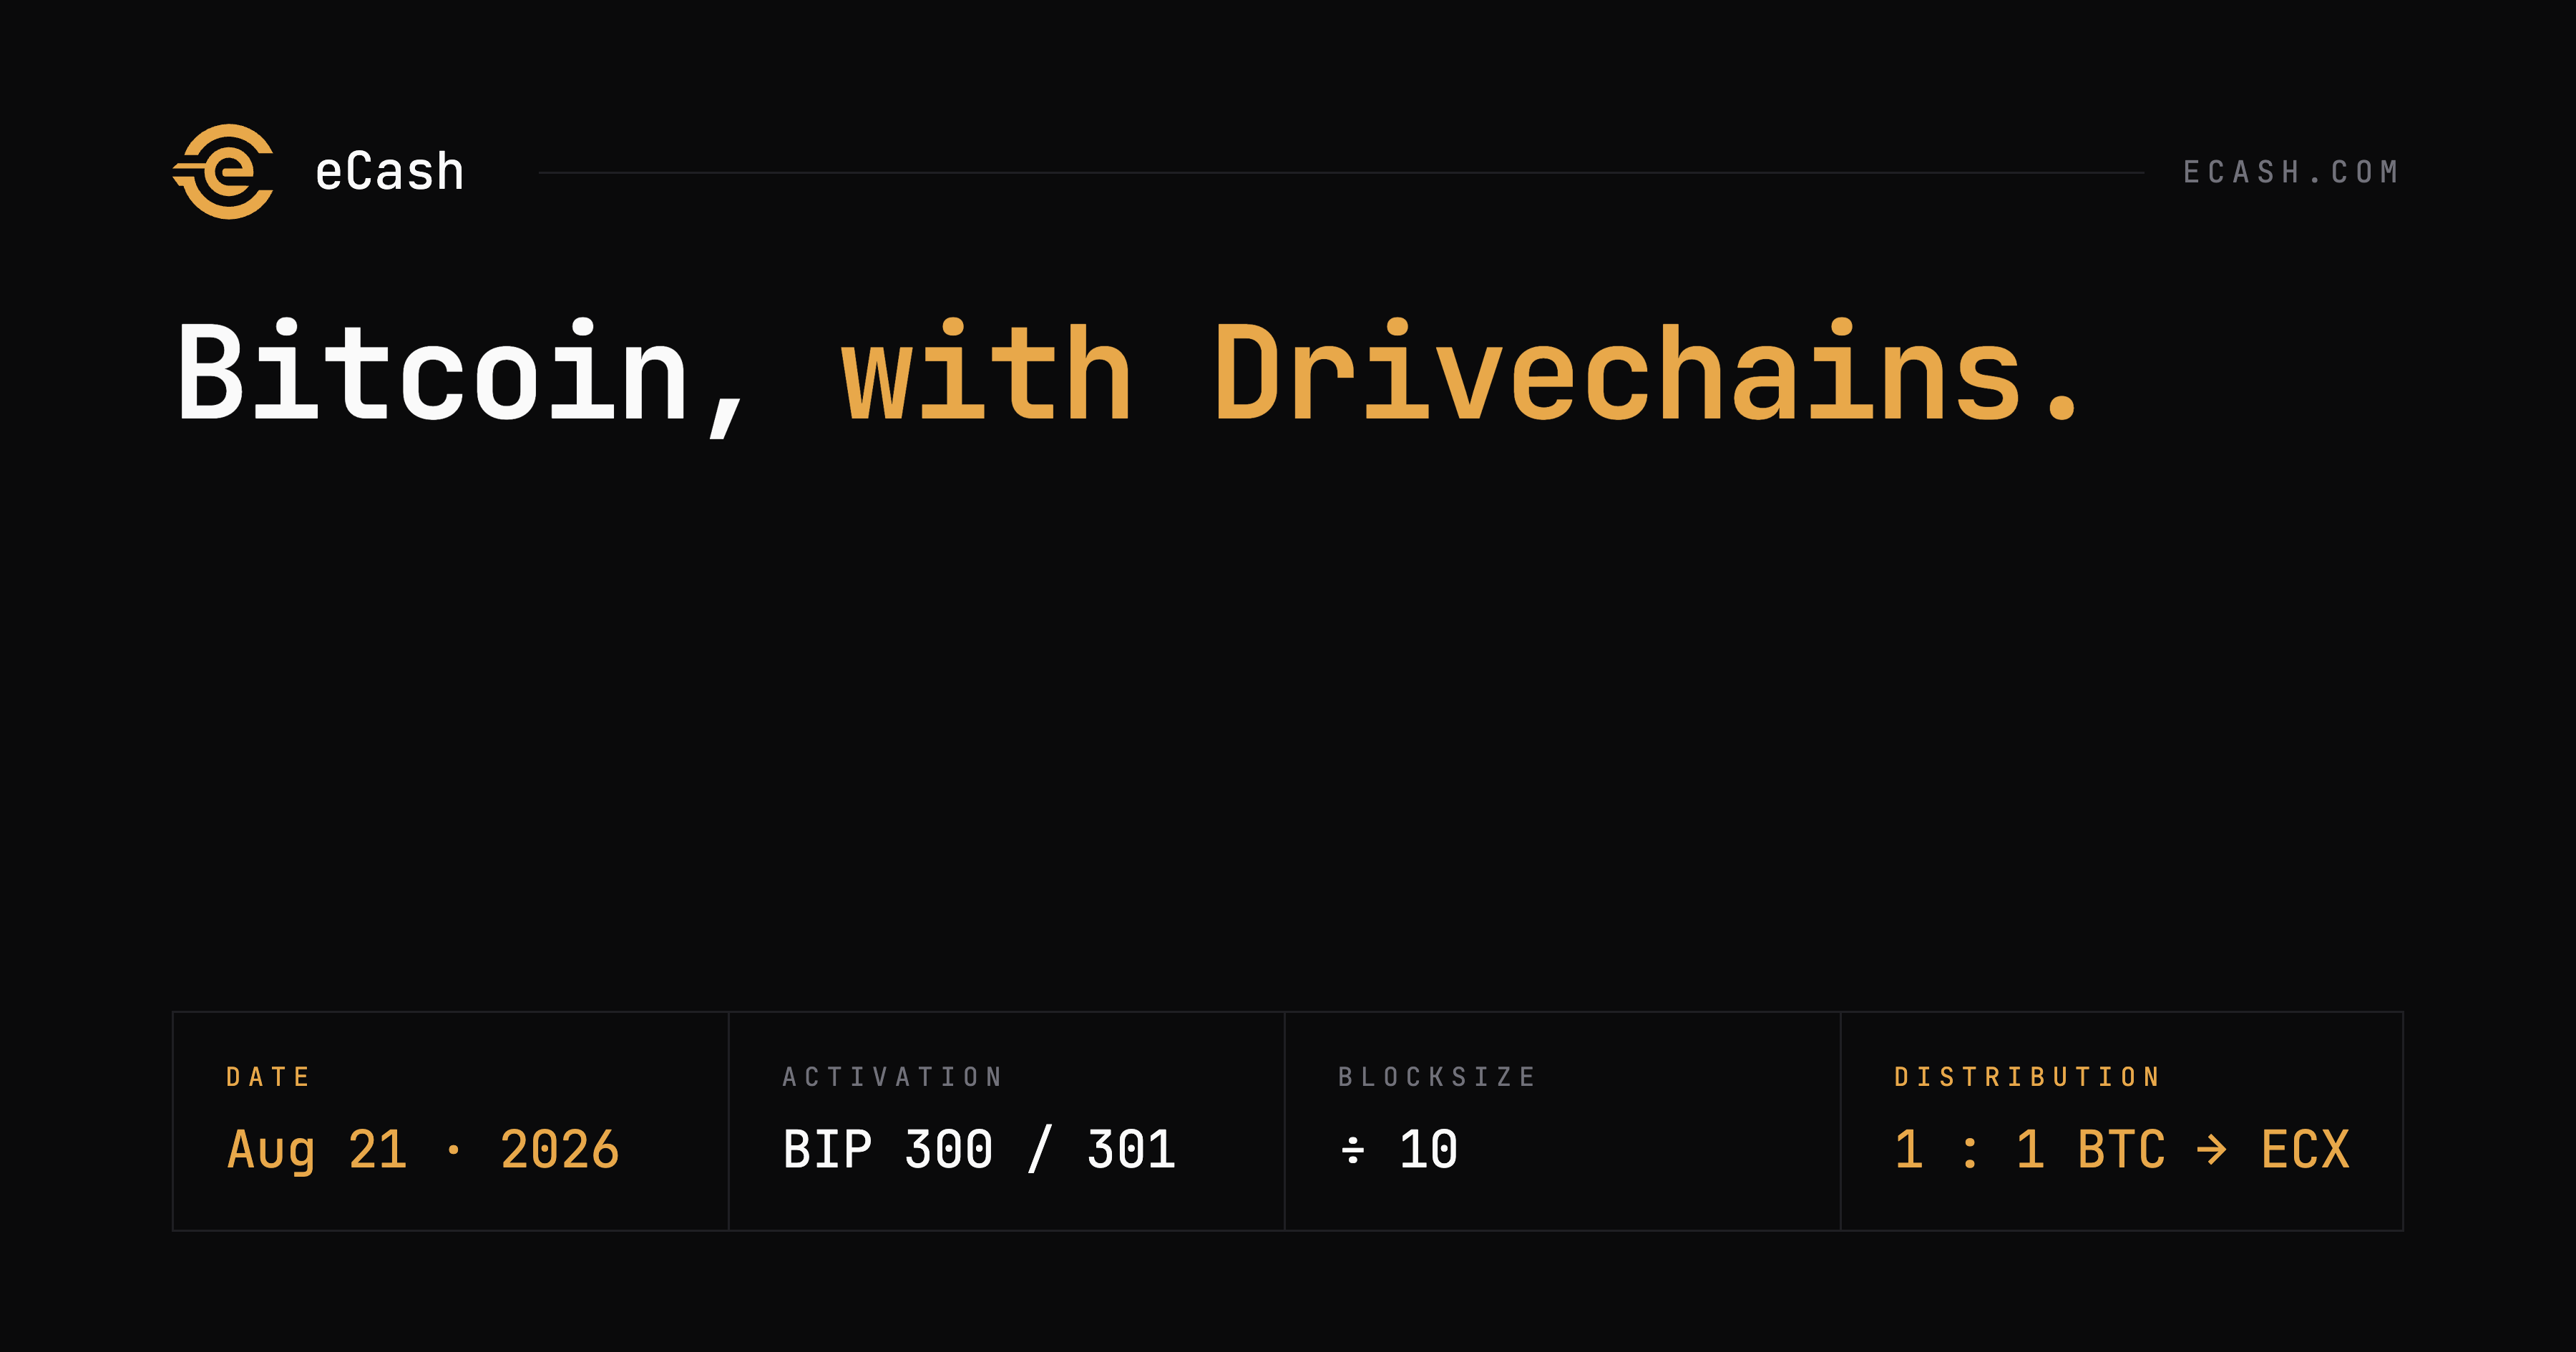 eCash
ECASH.COM
Bitcoin, with Drivechains.
DATE
Aug 21 · 2026
ACTIVATION
BIP 300 / 301
BLOCKSIZE
÷ 10
DISTRIBUTION
1 : 1 BTC → ECX